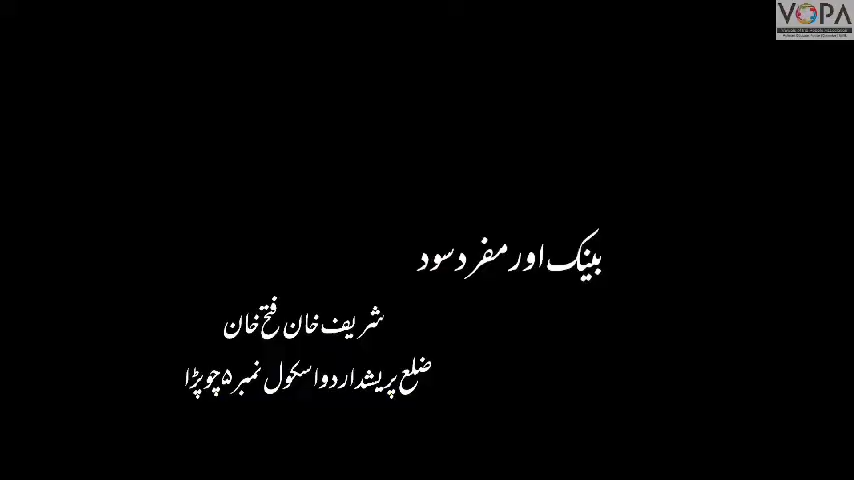 VOPA
بینک اور مفرد سود
شریف خان فتح خان
ضلع پریشد اردو اسکول نمبر ۵ چوپڑا